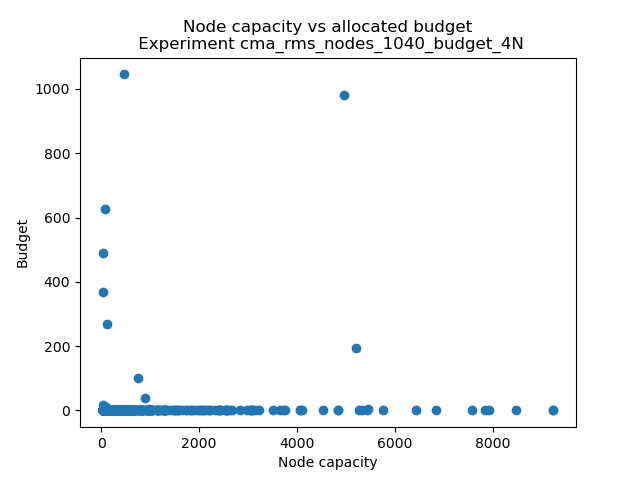 Node capacity vs allocated budget
Experiment cma_rms_nodes_1040_budget_4N
1000
800
600
400
200
0
Budget
0 2000 4000 6000 8000
Node capacity